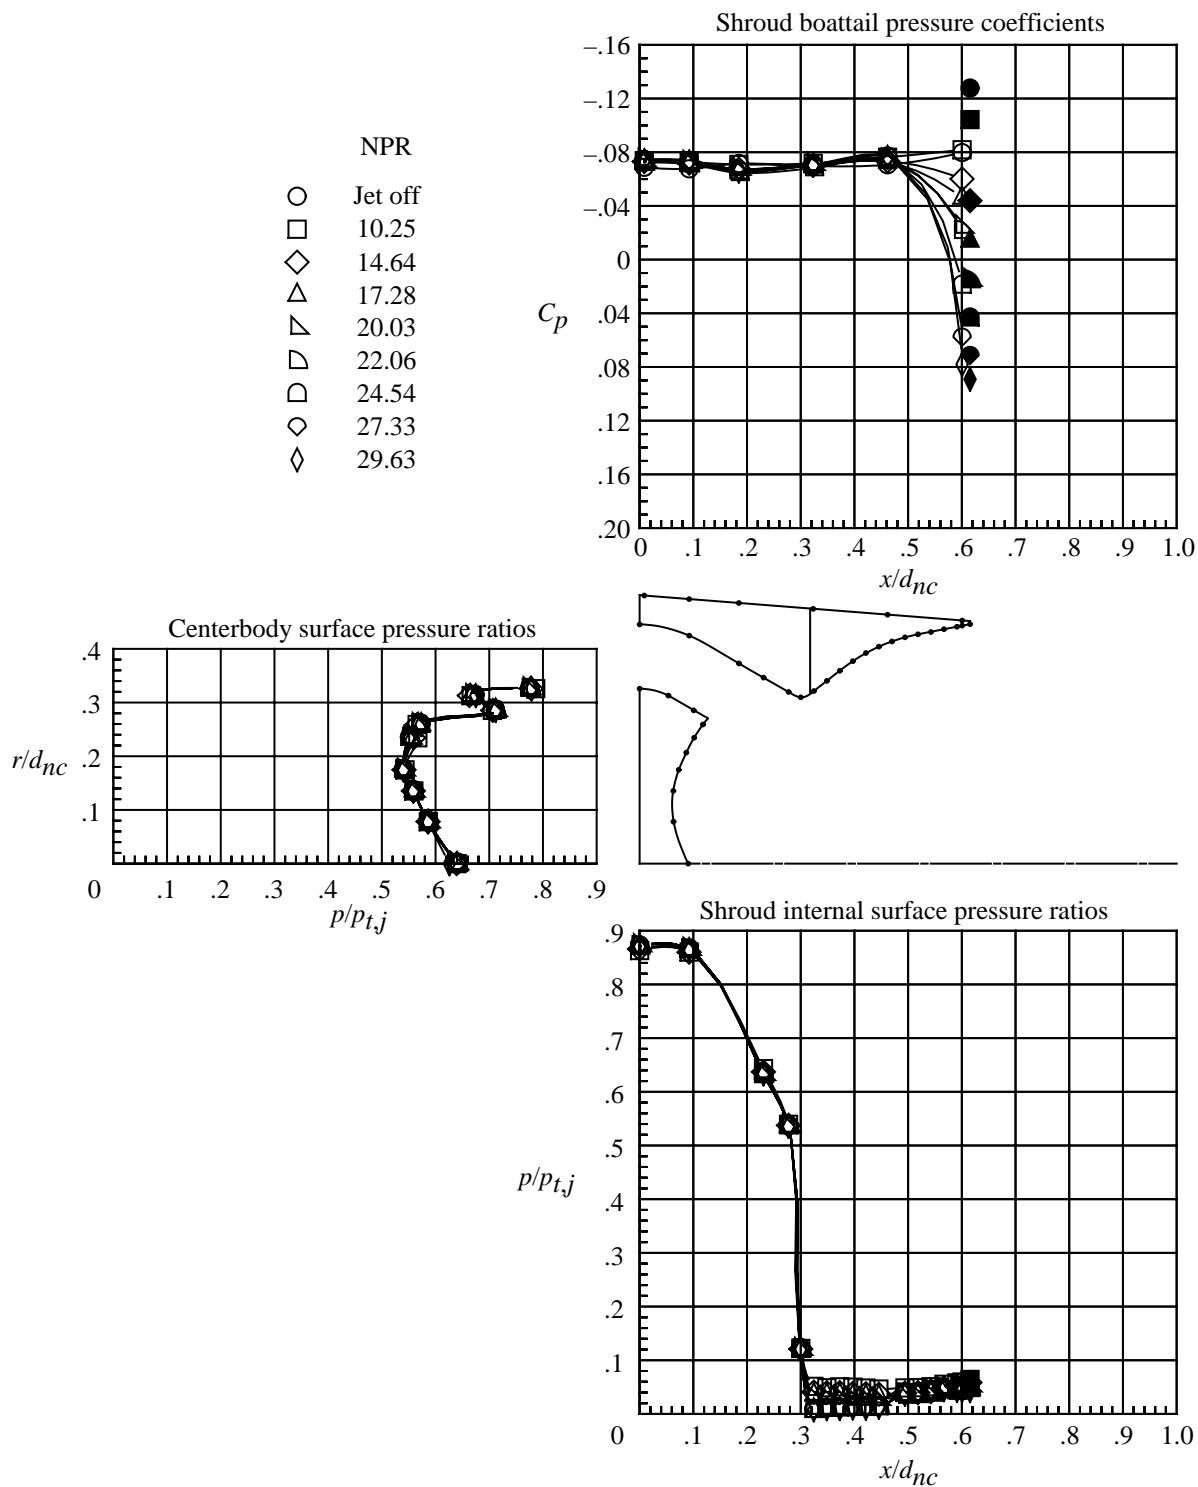 Shroud boattail pressure coefficients
–.16
–.12
–.08
–.04
0
.04
.08
.12
.16
.20
C_p
0 .1 .2 .3 .4 .5 .6 .7 .8 .9 1.0
x/d_nc
NPR
Jet off
10.25
14.64
17.28
20.03
22.06
24.54
27.33
29.63
Centerbody surface pressure ratios
.4
.3
.2
.1
r/d_nc
0 .1 .2 .3 .4 .5 .6 .7 .8 .9
p/p_t,j
Shroud internal surface pressure ratios
.9
.8
.7
.6
.5
.4
.3
.2
.1
p/p_t,j
0 .1 .2 .3 .4 .5 .6 .7 .8 .9 1.0
x/d_nc